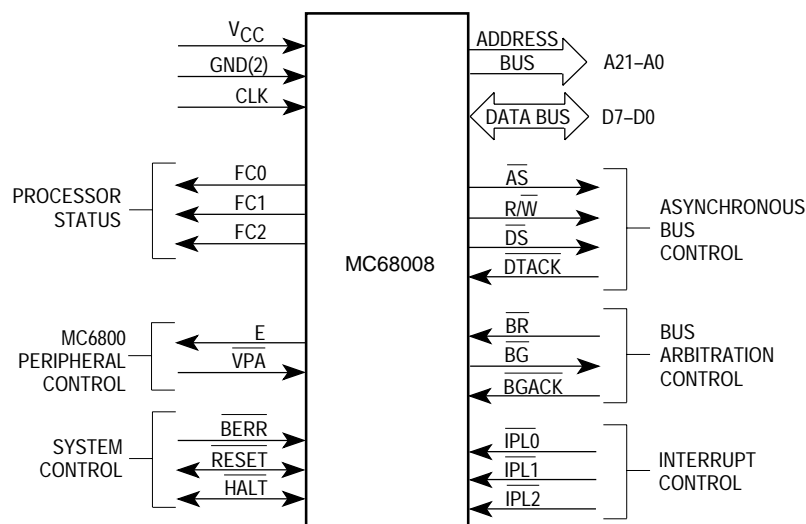 VCC
GND(2)
CLK
ADDRESS
BUS
A21–A0
DATA BUS
D7–D0
PROCESSOR
STATUS
FC0
FC1
FC2
MC68008
AS
R/W
DS
DTACK
ASYNCHRONOUS
BUS
CONTROL
MC6800
PERIPHERAL
CONTROL
E
VPA
BR
BG
BGACK
BUS
ARBITRATION
CONTROL
SYSTEM
CONTROL
BERR
RESET
HALT
IPL0
IPL1
IPL2
INTERRUPT
CONTROL